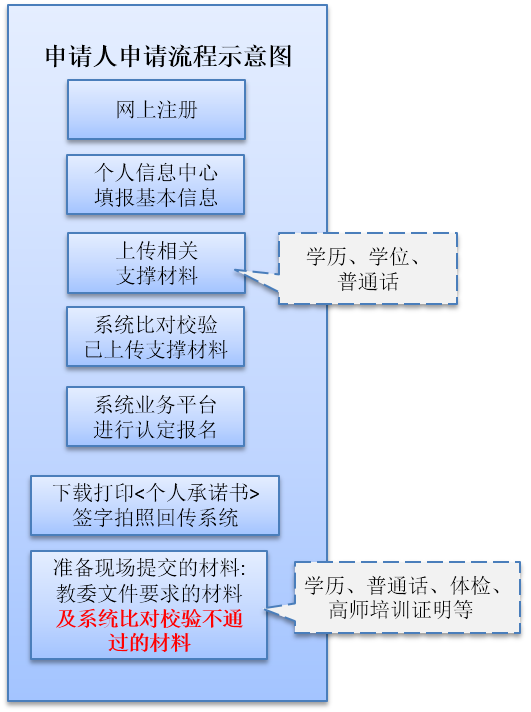 申请人申请流程示意图
网上注册
个人信息中心
填报基本信息
上传相关
支撑材料
学历、学位、
普通话
系统比对校验
已上传支撑材料
系统业务平台
进行认定报名
下载打印<个人承诺书>
签字拍照回传系统
准备现场提交的材料:
教委文件要求的材料
及系统比对校验不通
过的材料
学历、普通话、体检、
高师培训证明等